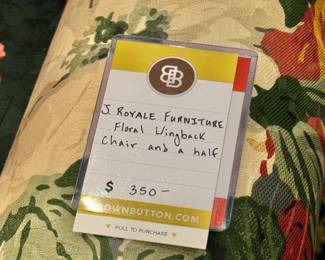 J. ROYALE FURNITURE
Floral Wingback
Chair and a half
$ 350-
OWNBUTTON.COM
PULL TO PURCHASE